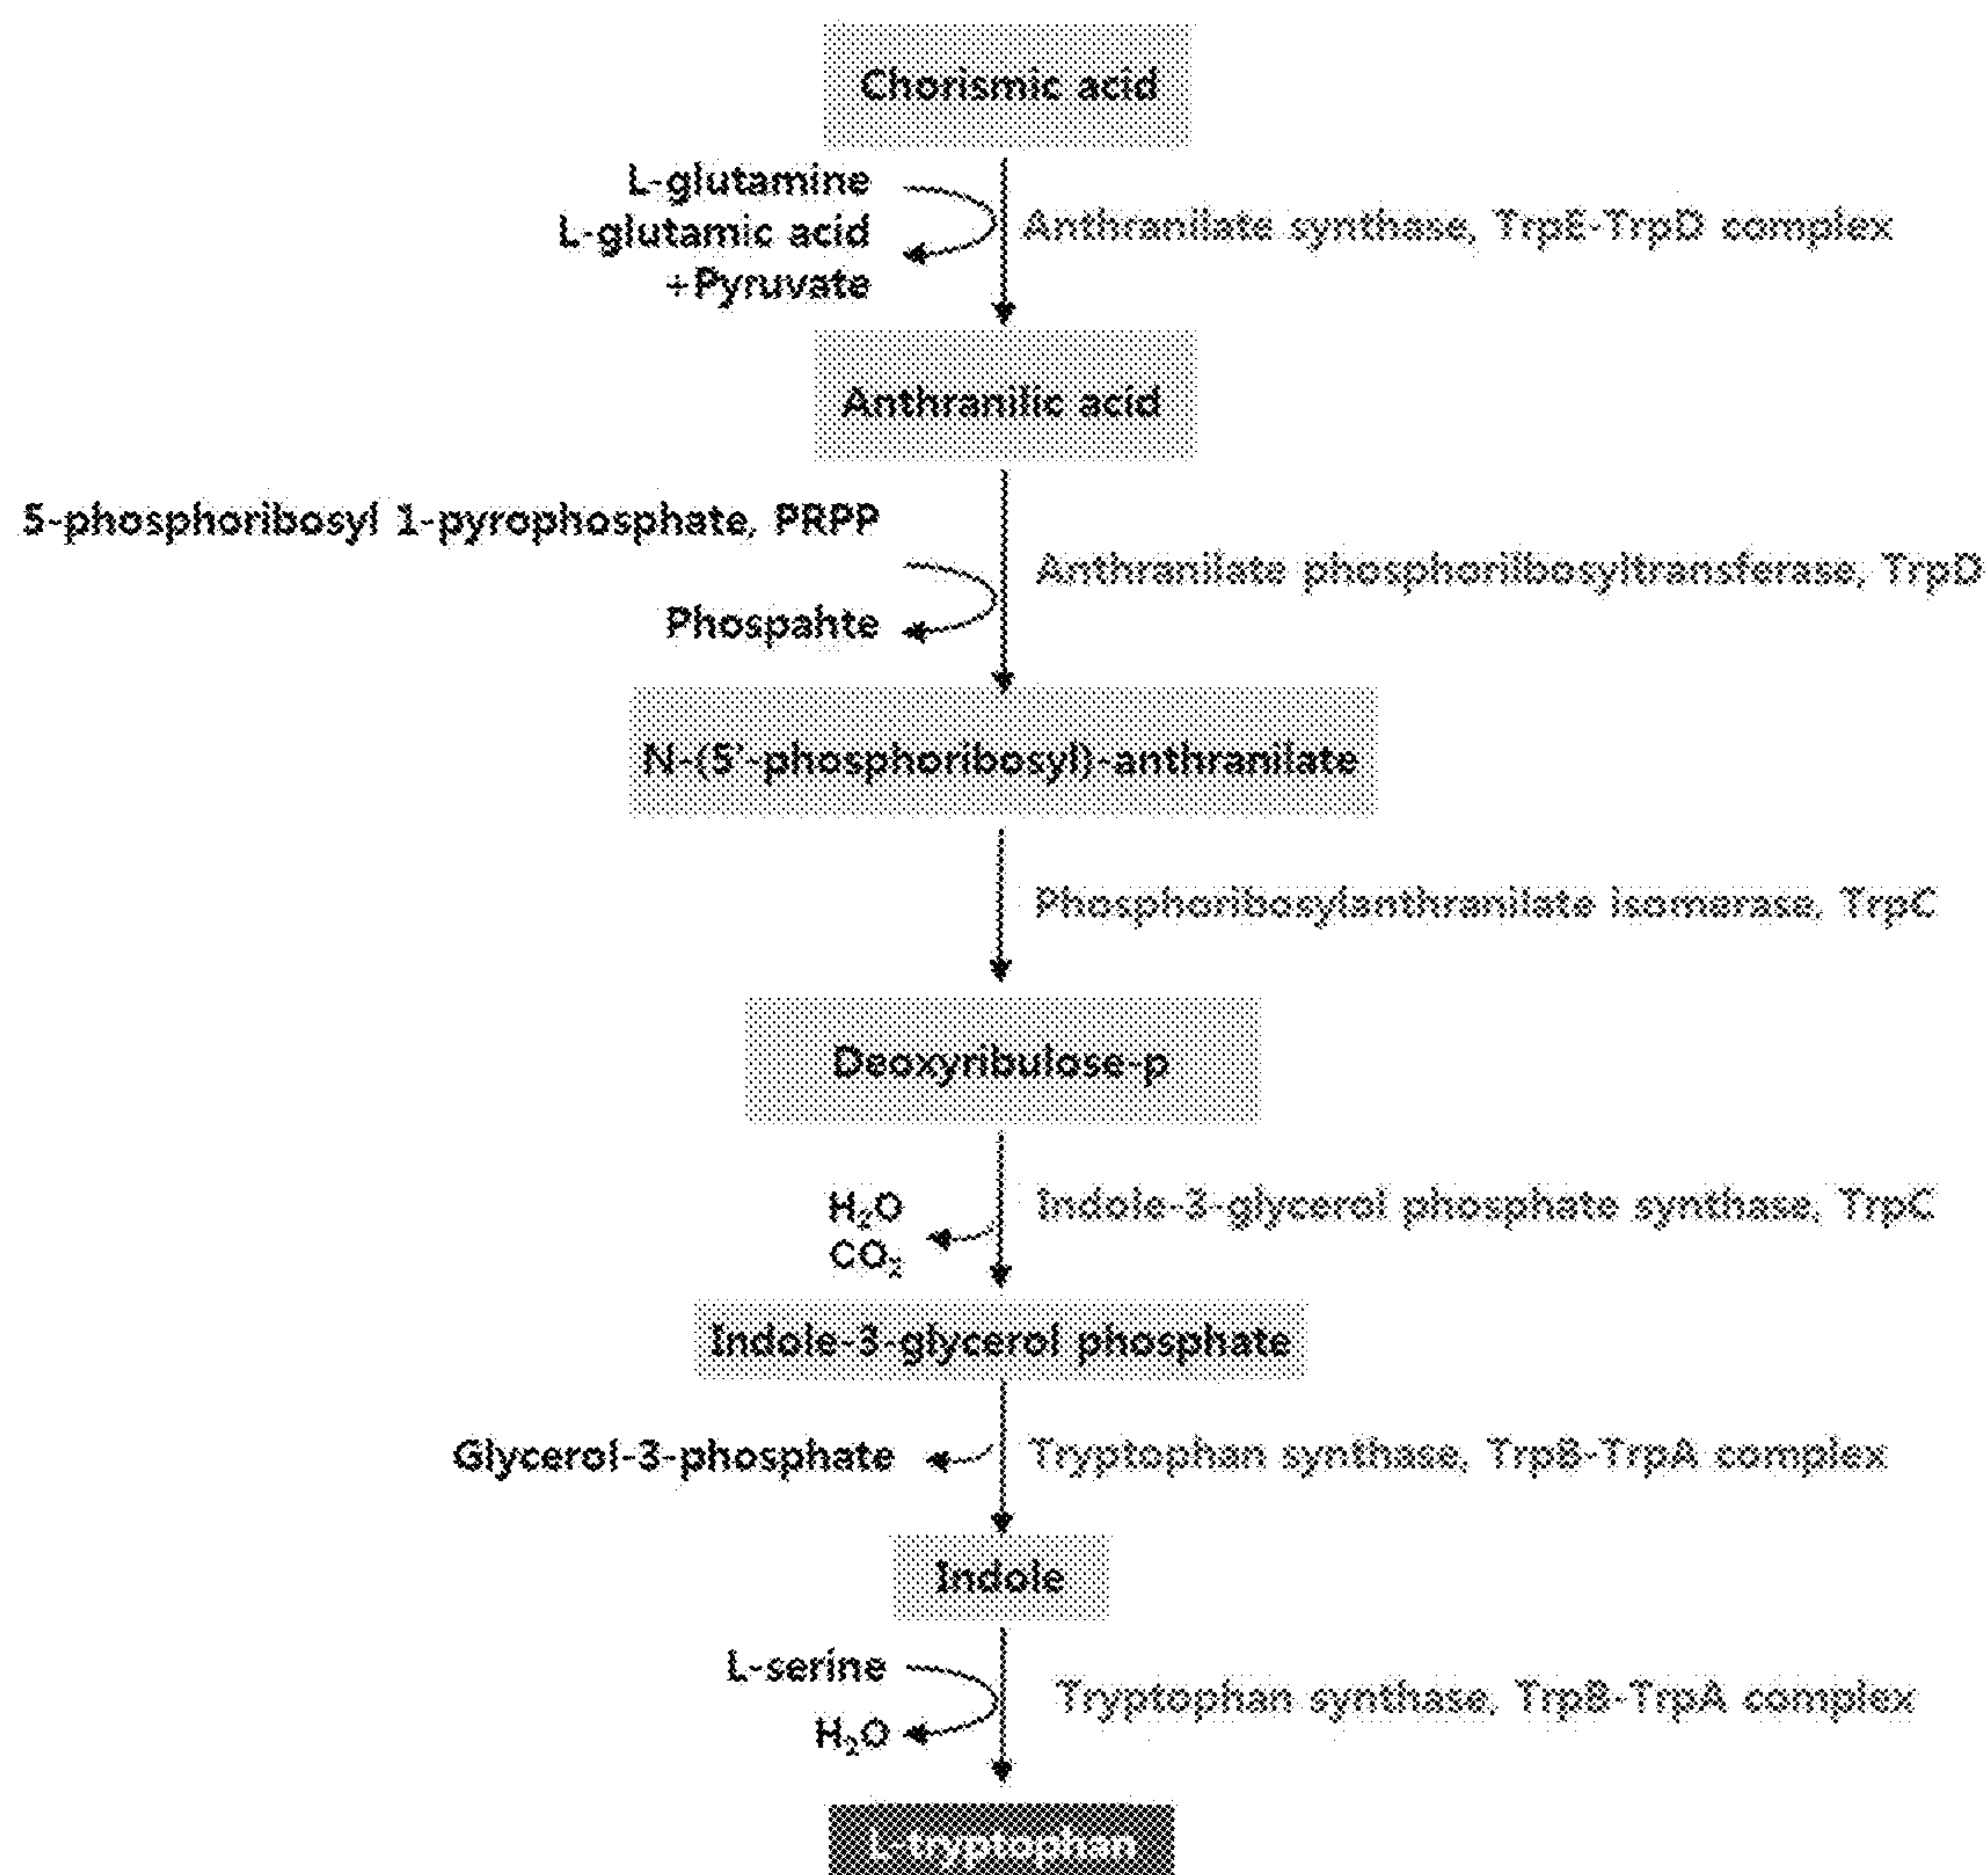 Chorismic acid
L-glutamine
L-glutamic acid
+Pyruvate
Anthranilate synthase, TrpE-TrpD complex
Anthranilic acid
5-phosphoribosyl 1-pyrophosphate, PRPP
Anthranilate phosphoriibosyltransferase, TrpD
Phospahte
N-(5'-phosphoribosyl)-anthranilate
Phosphoribosylanthranilate isomerase, TrpC
Deoxyribulose-p
H₂O
CO₂
Indole-3-glycerol phosphate synthase, TrpC
Indole-3-glycerol phosphate
Glycerol-3-phosphate
Tryptophan synthase, TrpB-TrpA complex
Indole
L-serine
H₂O
Tryptophan synthase, TrpB-TrpA complex
L-tryptophan